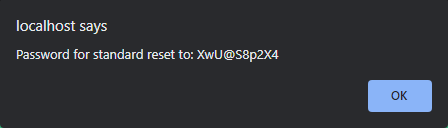 localhost says
Password for standard reset to: XwU@S8p2X4
OK